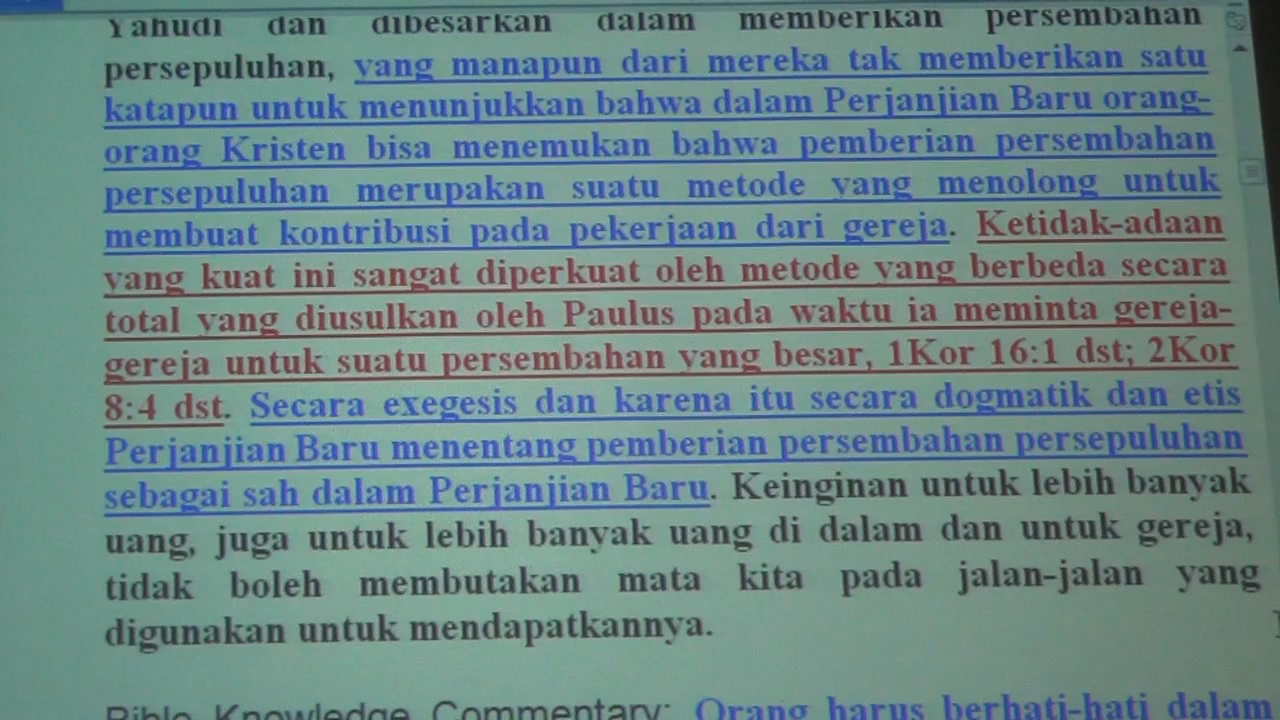 Yahudi dan dibesarkan dalam memberikan persembahan
persepuluhan, yang manapun dari mereka tak memberikan satu
katapun untuk menunjukkan bahwa dalam Perjanjian Baru orang-
orang Kristen bisa menemukan bahwa pemberian persembahan
persepuluhan merupakan suatu metode yang menolong untuk
membuat kontribusi pada pekerjaan dari gereja. Ketidak-adaan
yang kuat ini sangat diperkuat oleh metode yang berbeda secara
total yang diusulkan oleh Paulus pada waktu ia meminta gereja-
gereja untuk suatu persembahan yang besar, 1Kor 16:1 dst; 2Kor
8:4 dst. Secara exegesis dan karena itu secara dogmatik dan etis
Perjanjian Baru menentang pemberian persembahan persepuluhan
sebagai sah dalam Perjanjian Baru. Keinginan untuk lebih banyak
uang, juga untuk lebih banyak uang di dalam dan untuk gereja,
tidak boleh membutakan mata kita pada jalan-jalan yang
digunakan untuk mendapatkannya.
Bible Knowledge Commentary: Orang harus berhati-hati dalam